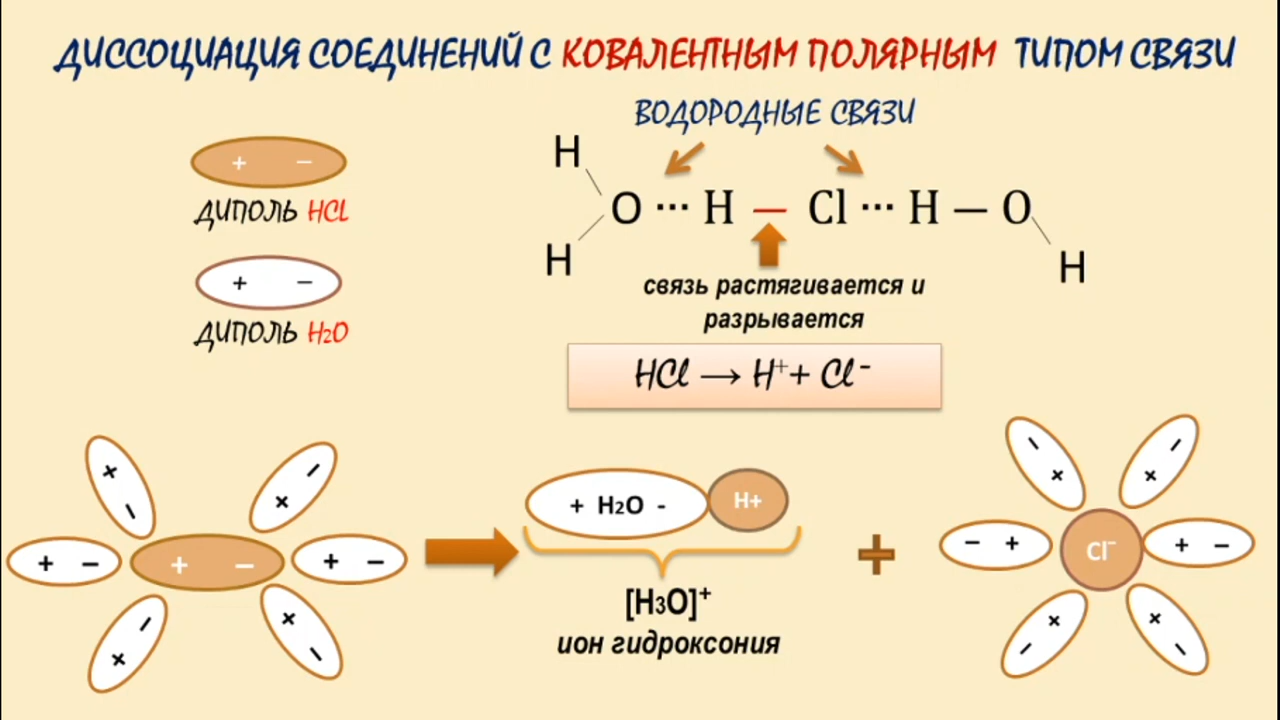 ДИССОЦИАЦИЯ СОЕДИНЕНИЙ С КОВАЛЕНТНЫМ ПОЛЯРНЫМ ТИПОМ СВЯЗИ
ВОДОРОДНЫЕ СВЯЗИ
+ −
ДИПОЛЬ HCl
+ −
ДИПОЛЬ H₂O
H
O ··· H — Cl ··· H — O
H
H
связь растягивается и
разрывается
HCl → H⁺ + Cl⁻
+ −
+ −
+ −
+ −
+ −
+ −
+ −
+ H₂O -
H+
[H₃O]⁺
ион гидроксония
+
− +
− +
− +
Cl⁻
+ −
+ −
+ −